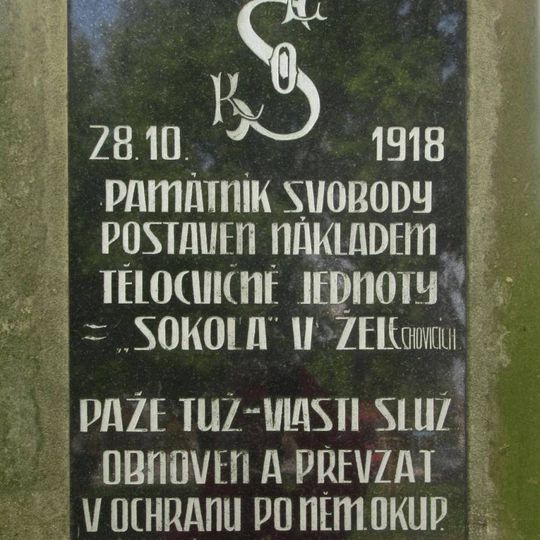 SOKOL
28.10. 1918
PAMÁTNÍK SVOBODY
POSTAVEN NÁKLADEM
TĚLOCVIČNÉ JEDNOTY
= „SOKOLA" V ŽELECHOVICÍCH
PAŽE TUŽ-VLASTI SLUŽ
OBNOVEN A PŘEVZAT
V OCHRANU PO NĚM. OKUP.